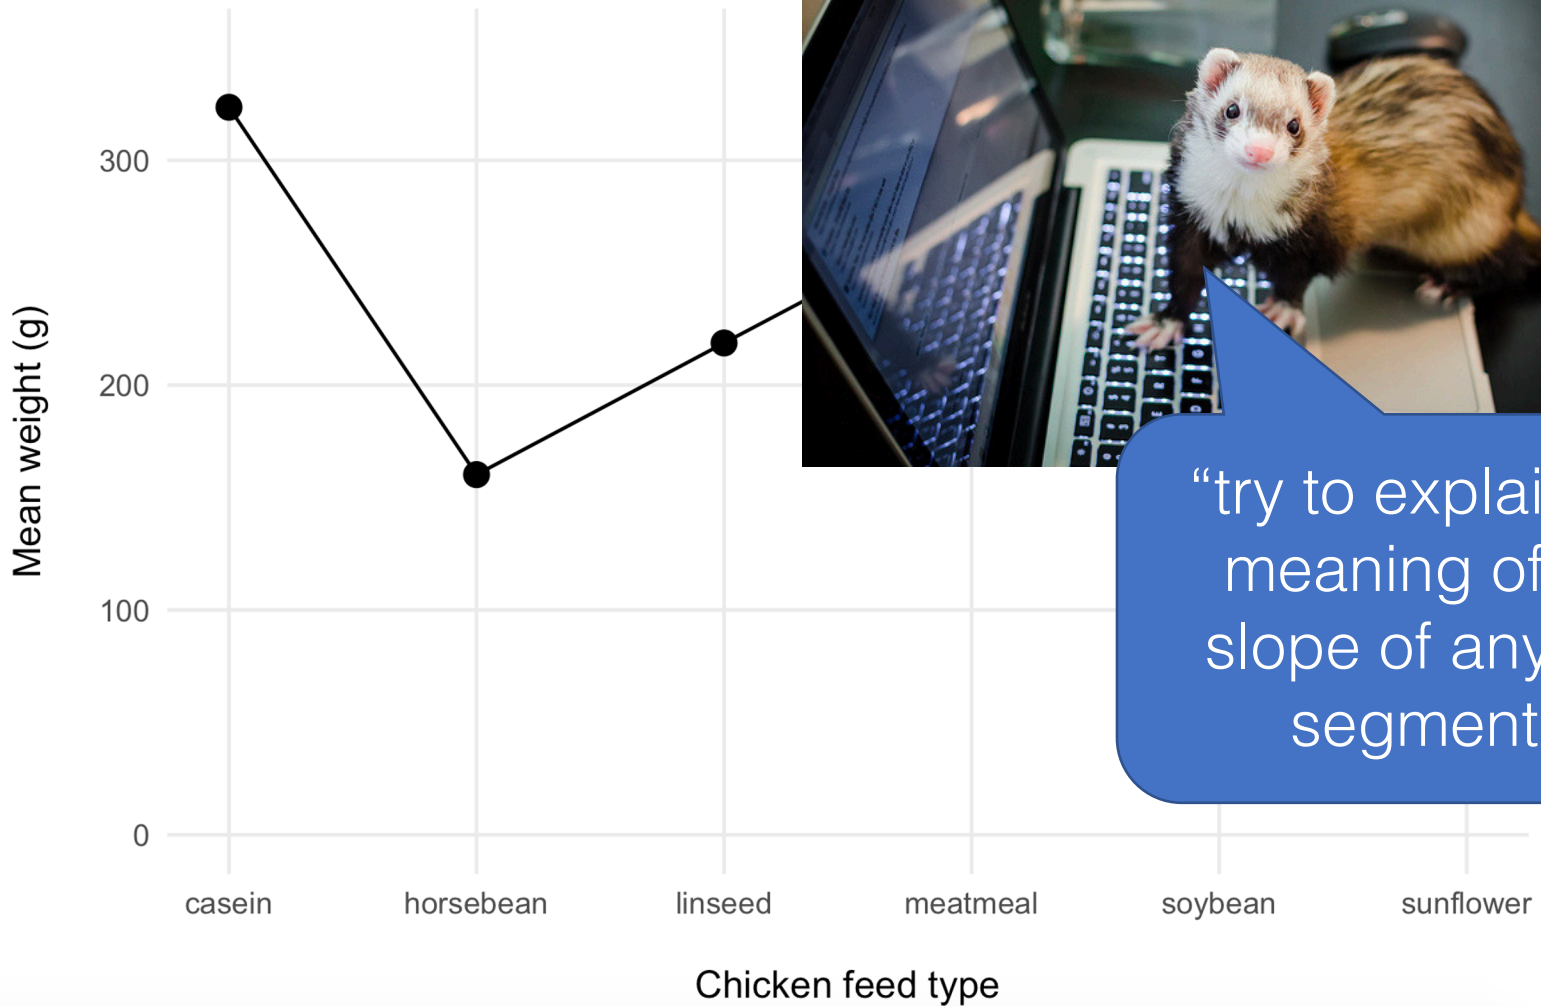 300
200
100
0
Mean weight (g)
casein
horsebean
linseed
meatmeal
soybean
sunflower
Chicken feed type
“try to explai
meaning of
slope of any
segment